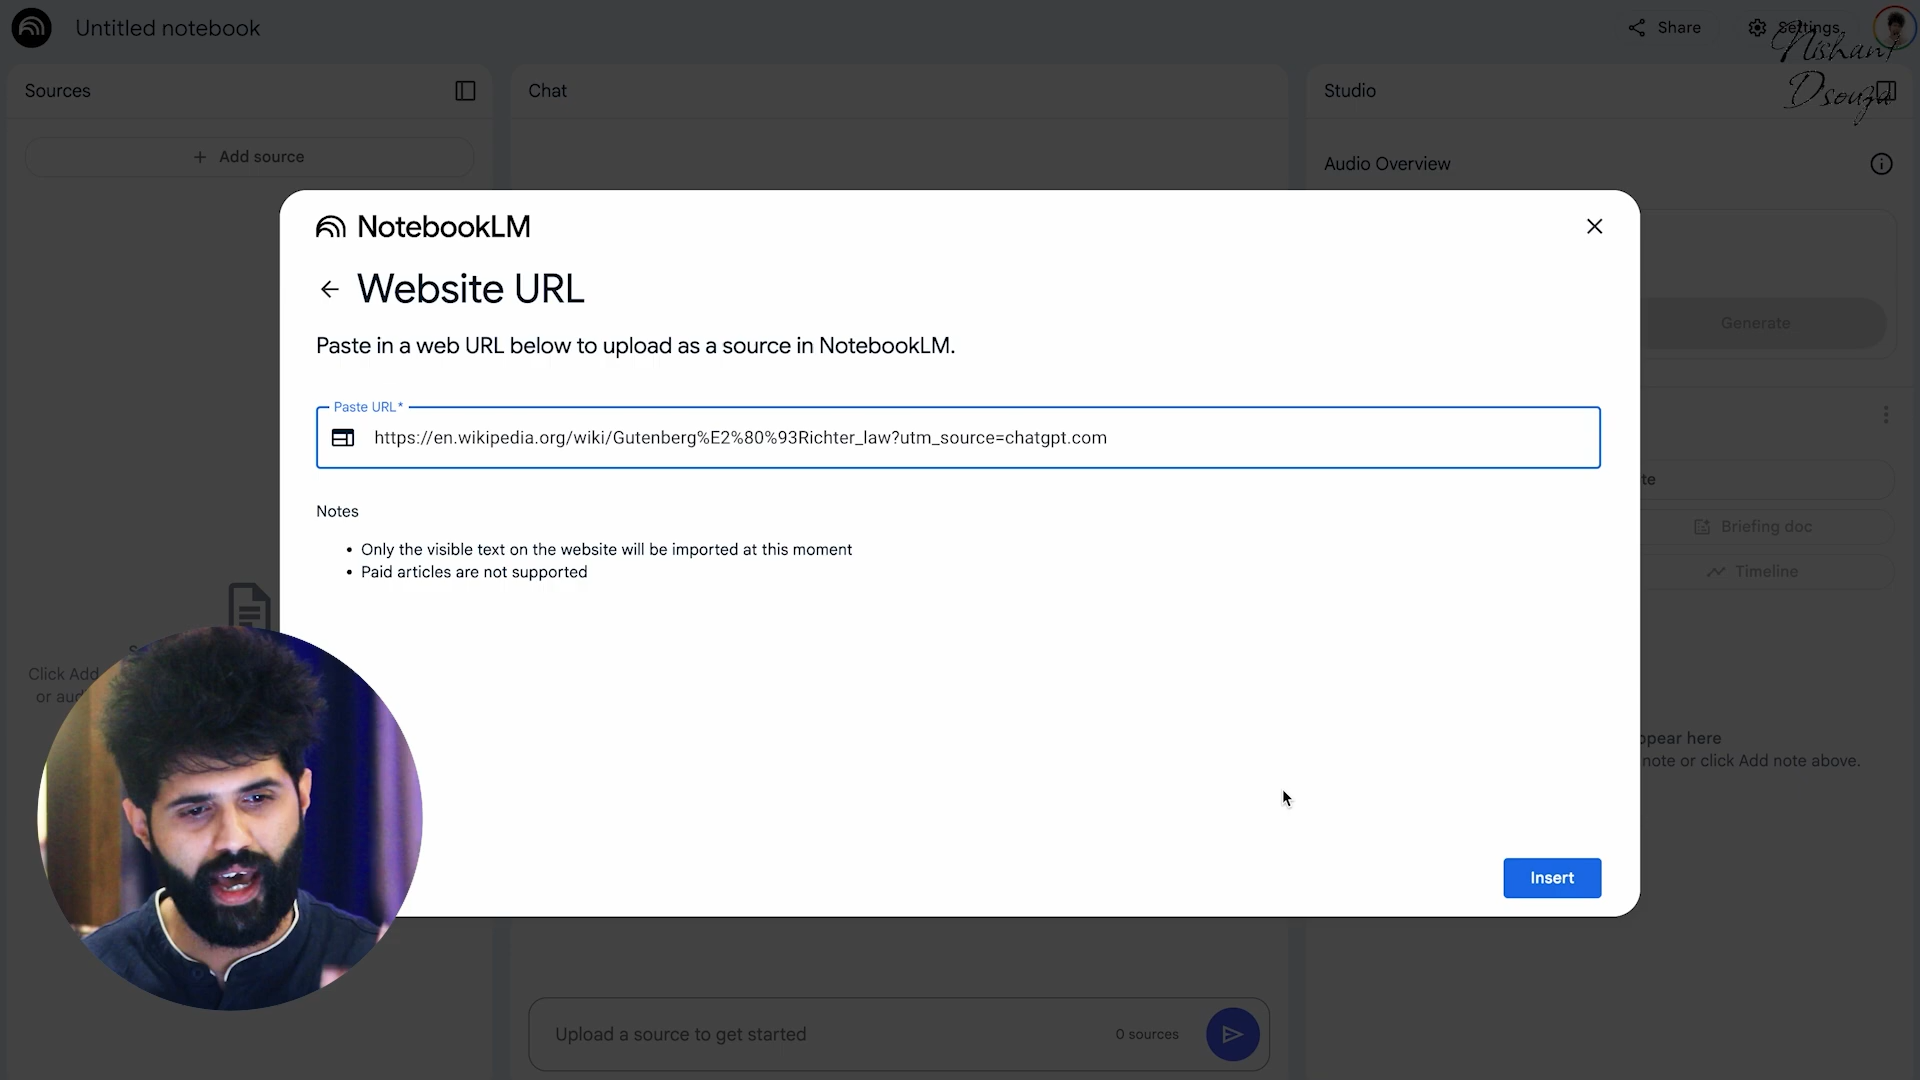 Untitled notebook
Share
Settings
Nishant
Dsouza
Sources
Chat
Studio
+ Add source
Audio Overview
NotebookLM
Website URL
Generate
Paste in a web URL below to upload as a source in NotebookLM.
Paste URL*
https://en.wikipedia.org/wiki/Gutenberg%E2%80%93Richter_law?utm_source=chatgpt.com
Notes
• Only the visible text on the website will be imported at this moment
• Paid articles are not supported
Briefing doc
Timeline
Click Add
note or click Add note above.
Insert
Upload a source to get started
0 sources